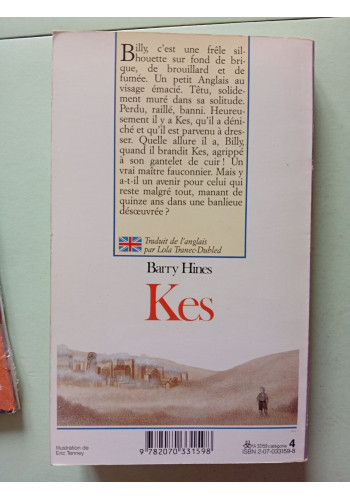 Billy, c'est une frêle sil-
houette sur fond de bri-
que, de brouillard et de
fumée. Un petit Anglais au
visage émacié. Têtu, solide-
ment muré dans sa solitude.
Perdu, raillé, banni. Heureu-
sement il y a Kes, qu'il a déni-
ché et qu'il est parvenu à dres-
ser. Quelle allure il a, Billy,
quand il brandit Kes, agrippé
à son gantelet de cuir ! Un
vrai maître fauconnier. Mais y
a-t-il un avenir pour celui qui
reste malgré tout, manant de
quinze ans dans une banlieue
désœuvrée ?
Traduit de l'anglais
par Lola Tranec-Dubled
Barry Hines
Kes
Illustration de
Eric Tenney
9 782070 331598
catégorie 4
ISBN 2-07-033159-8